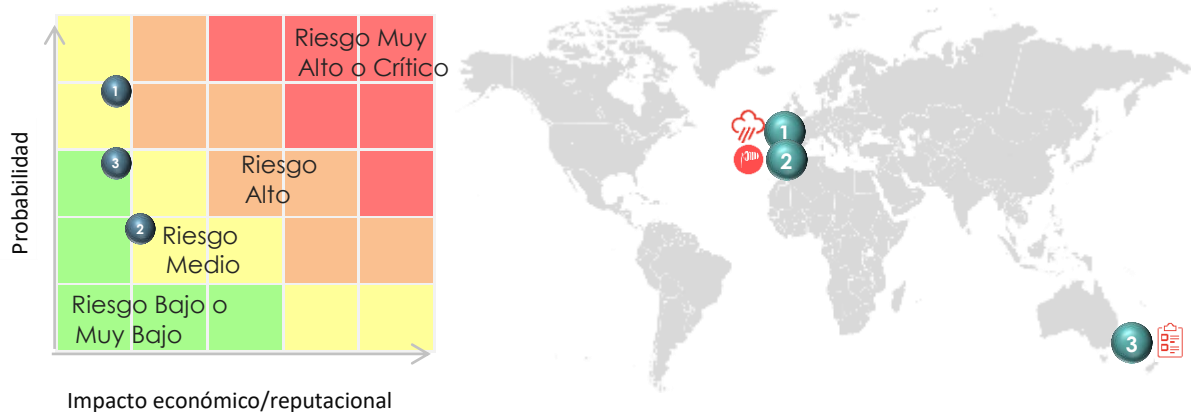 Riesgo Muy
Alto o Crítico
1
3
Riesgo
Alto
2
Riesgo
Medio
Riesgo Bajo o
Muy Bajo
Probabilidad
Impacto económico/reputacional
1
2
3